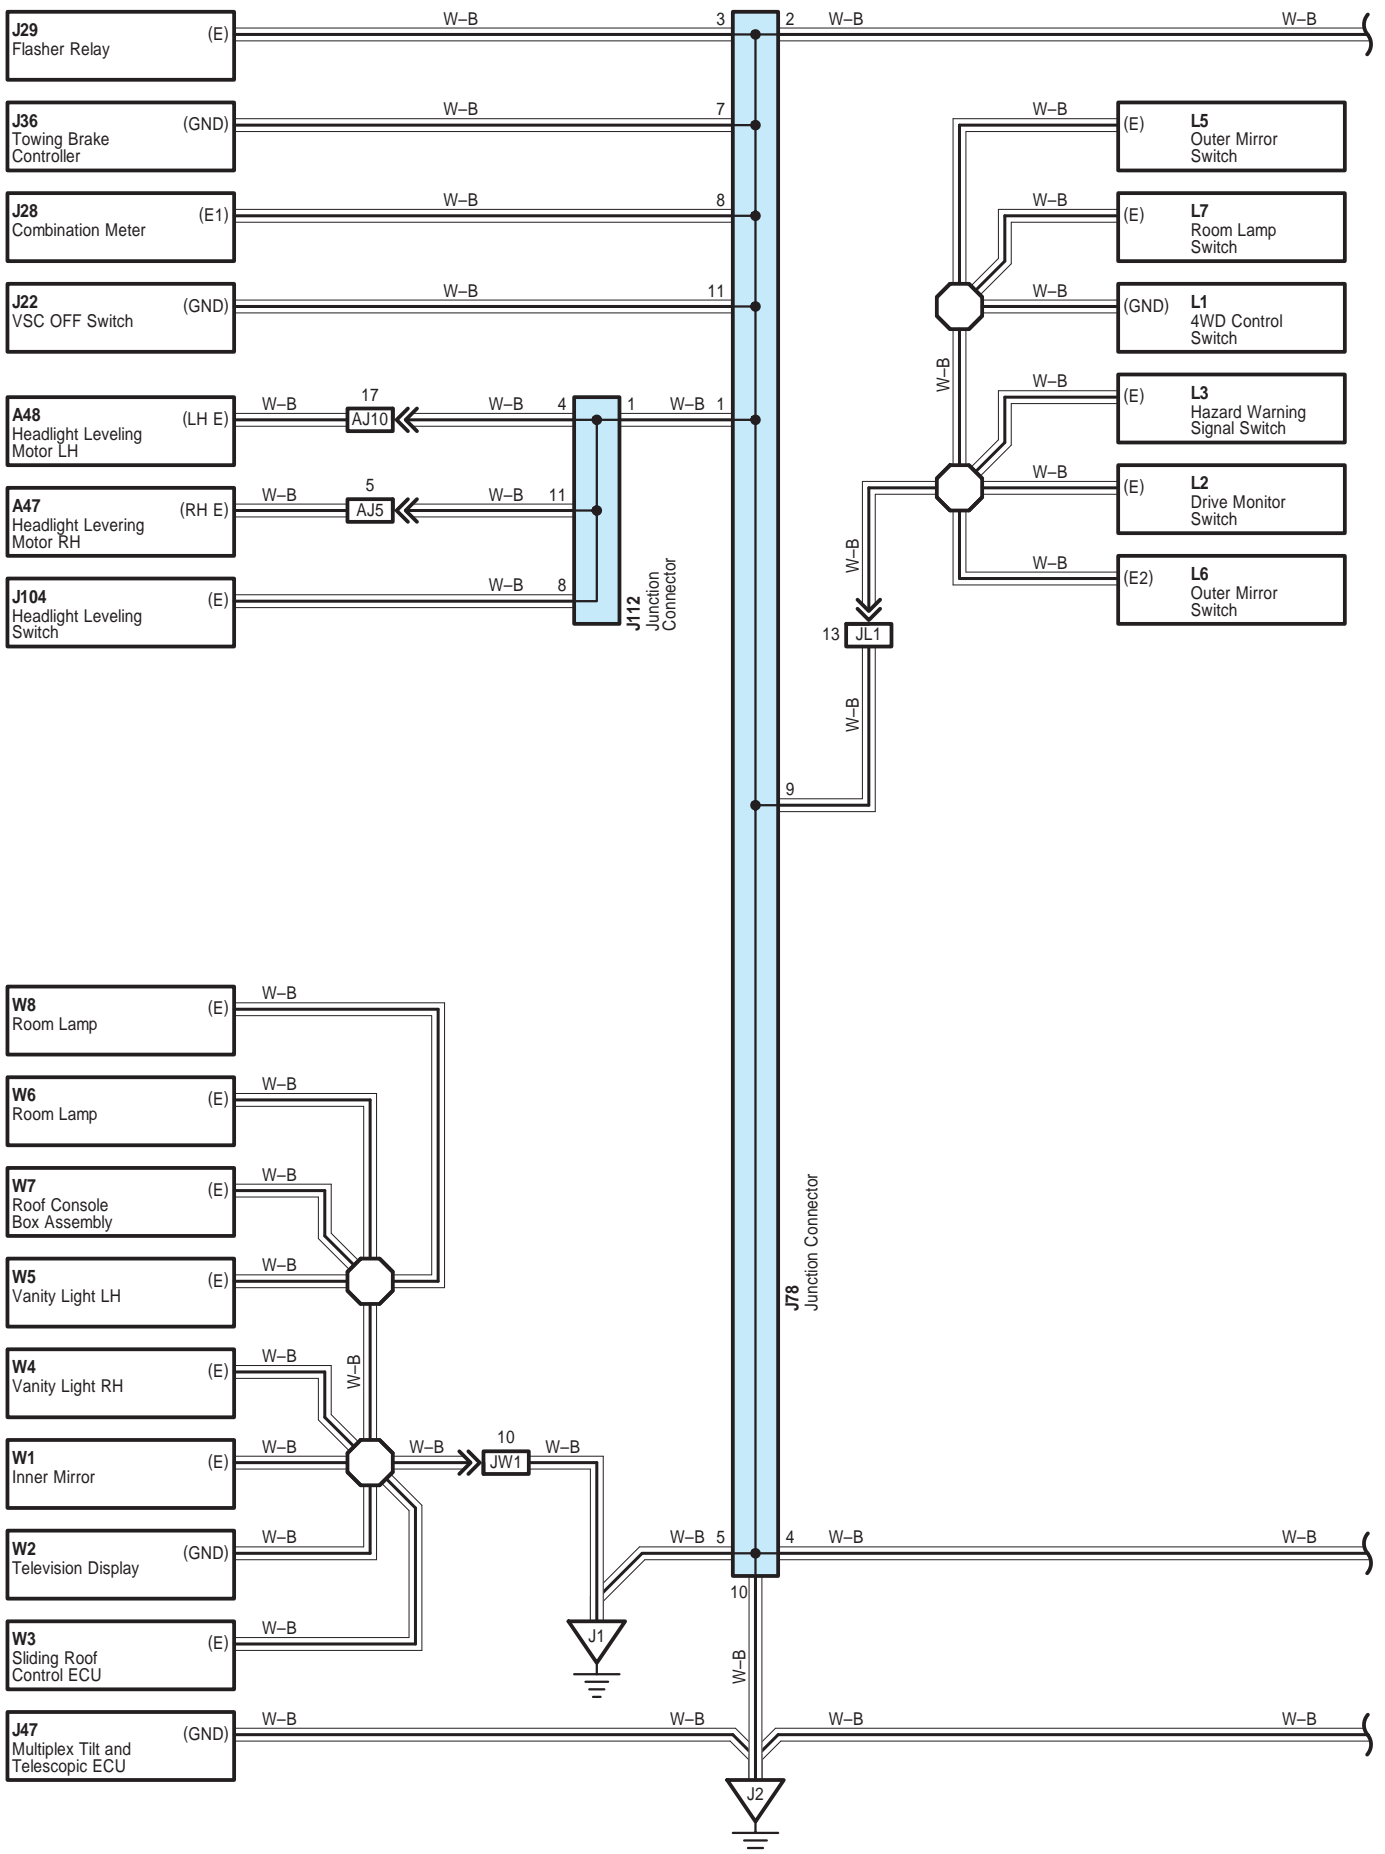 J29
Flasher Relay
(E)
W–B
3
2
W–B
W–B
J36
Towing Brake
Controller
(GND)
W–B
7
W–B
(E)
L5
Outer Mirror
Switch
J28
Combination Meter
(E1)
W–B
8
W–B
(E)
L7
Room Lamp
Switch
J22
VSC OFF Switch
(GND)
W–B
11
W–B
(GND)
L1
4WD Control
Switch
W–B
A48
Headlight Leveling
Motor LH
(LH E)
W–B
17
AJ10
W–B
4
1
W–B
1
W–B
(E)
L3
Hazard Warning
Signal Switch
A47
Headlight Levering
Motor RH
(RH E)
W–B
5
AJ5
W–B
11
W–B
(E)
L2
Drive Monitor
Switch
J104
Headlight Leveling
Switch
(E)
W–B
8
J112
Junction
Connector
W–B
W–B
(E2)
L6
Outer Mirror
Switch
13
JL1
W–B
9
W8
Room Lamp
(E)
W–B
W6
Room Lamp
(E)
W–B
W7
Roof Console
Box Assembly
(E)
W–B
W5
Vanity Light LH
(E)
W–B
J78
Junction Connector
W4
Vanity Light RH
(E)
W–B
W–B
W1
Inner Mirror
(E)
W–B
W–B
10
JW1
W–B
W2
Television Display
(GND)
W–B
W–B
5
4
W–B
W–B
10
W3
Sliding Roof
Control ECU
(E)
W–B
J1
W–B
J47
Multiplex Tilt and
Telescopic ECU
(GND)
W–B
W–B
W–B
W–B
J2